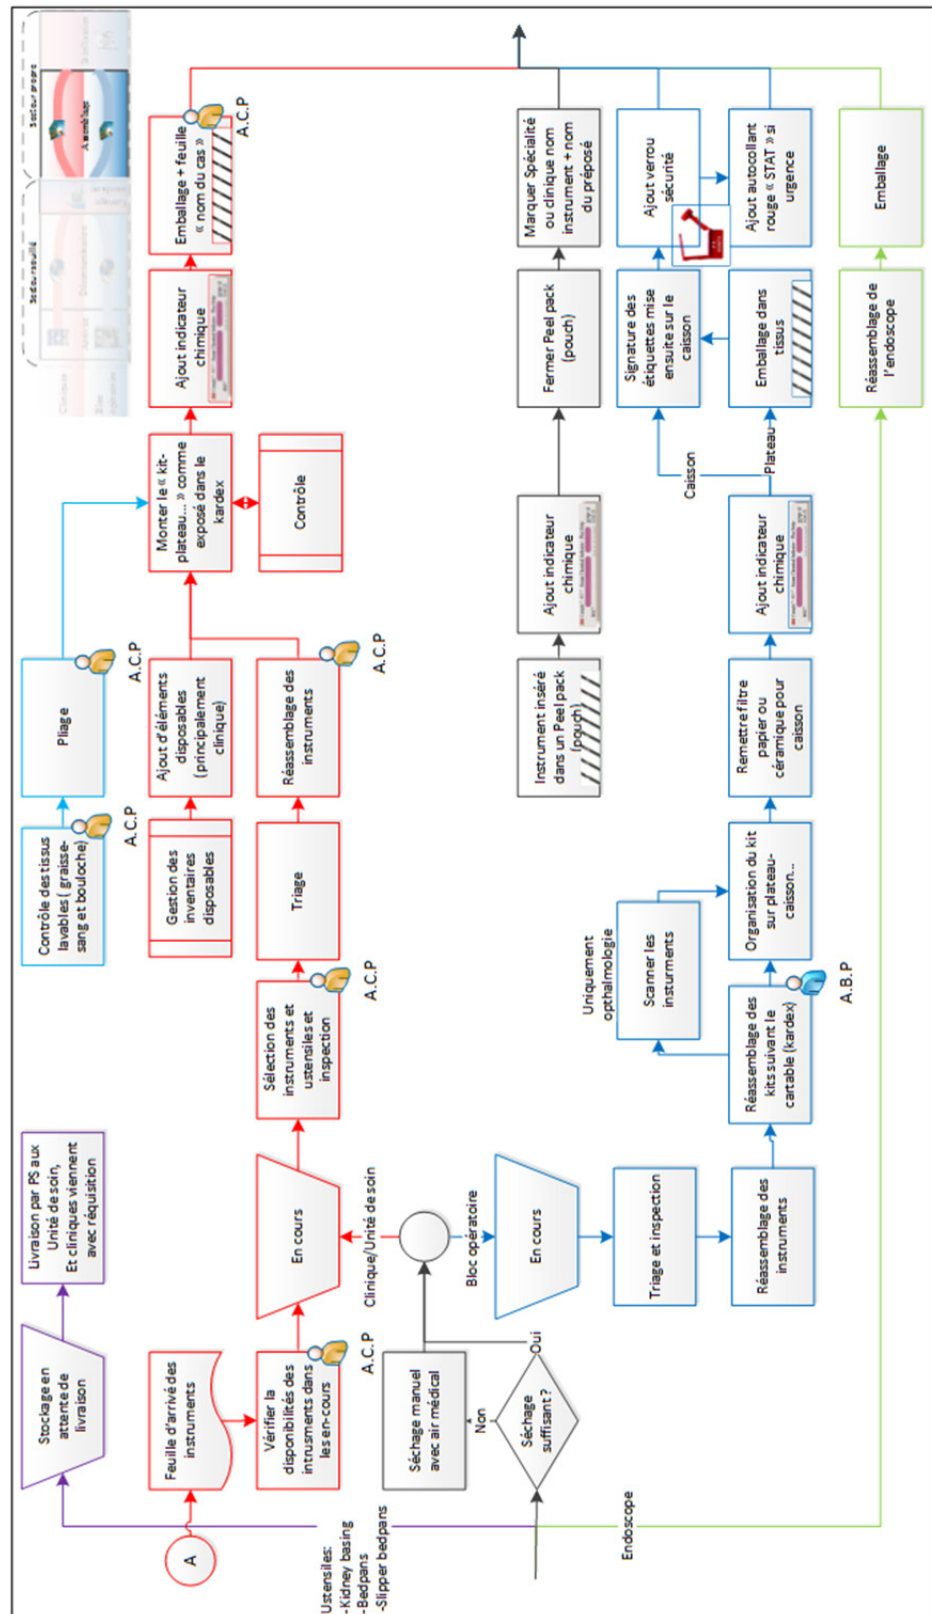 Secteur souillé
Secteur propre
Assemblage
Stockage en
attente de
livraison
Livraison par PS aux
Unité de soin,
Et cliniques viennent
avec réquisition
Contrôle des tissus
lavables ( graisse-
sang et bouloche)
A.C.P
Pliage
A.C.P
A
Feuille d'arrivé des
instruments
Gestion des
inventaires
disposables
Ajout d'éléments
disposables
(principalement
clinique)
Monter le « kit-
plateau... » comme
exposé dans le
kardex
Ajout indicateur
chimique
Emballage + feuille
« nom du cas »
A.C.P
Vérifier la
disponibilités des
intrusments dans
les en-cours
A.C.P
En cours
Sélection des
instruments et
ustensiles et
inspection
A.C.P
Triage
Réassemblage des
instruments
A.C.P
Contrôle
Ustensiles:
-Kidney basing
-Bedpans
-Slipper bedpans
Séchage manuel
avec air médical
Non
Séchage
suffisant ?
Oui
Clinique/Unité de soin
Bloc opératoire
En cours
Triage et inspection
Réassemblage des
instruments
Uniquement
opthalmologie
Scanner les
insturments
Réassemblage des
kits suivant le
cartable (kardex)
A.B.P
Organisation du kit
sur plateau-
caisson...
Remettre filtre
papier ou
céramique pour
caisson
Ajout indicateur
chimique
Instrument inséré
dans un Peel pack
(pouch)
Ajout indicateur
chimique
Fermer Peel pack
(pouch)
Marquer Spécialité
ou clinique nom
instrument + nom
du préposé
Caisson
Plateau
Signature des
étiquettes mise
ensuite sur le
caisson
Ajout verrou
sécurité
Emballage dans
tissus
Ajout autocollant
rouge « STAT » si
urgence
Endoscope
Réassemblage de
l'endoscope
Emballage